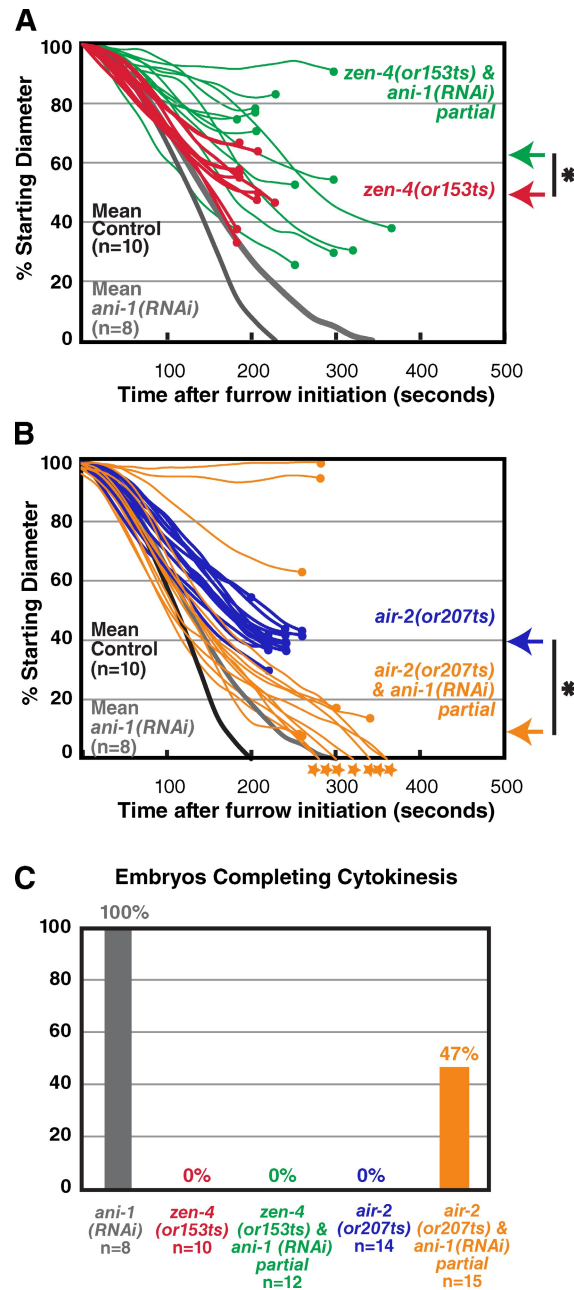 A
100
80
60
40
20
0
% Starting Diameter
zen-4(or153ts) &
ani-1(RNAi)
partial
zen-4(or153ts)
*
Mean
Control
(n=10)
Mean
ani-1(RNAi)
(n=8)
100
200
300
400
500
Time after furrow initiation (seconds)
B
100
80
60
40
20
0
% Starting Diameter
air-2(or207ts)
air-2(or207ts)
& ani-1(RNAi)
partial
*
Mean
Control
(n=10)
Mean
ani-1(RNAi)
(n=8)
100
200
300
400
500
Time after furrow initiation (seconds)
C
Embryos Completing Cytokinesis
100
80
60
40
20
0
100%
0%
0%
0%
47%
ani-1
(RNAi)
n=8
zen-4
(or153ts)
n=10
zen-4
(or153ts) &
ani-1 (RNAi)
partial
n=12
air-2
(or207ts)
n=14
air-2
(or207ts) &
ani-1(RNAi)
partial
n=15